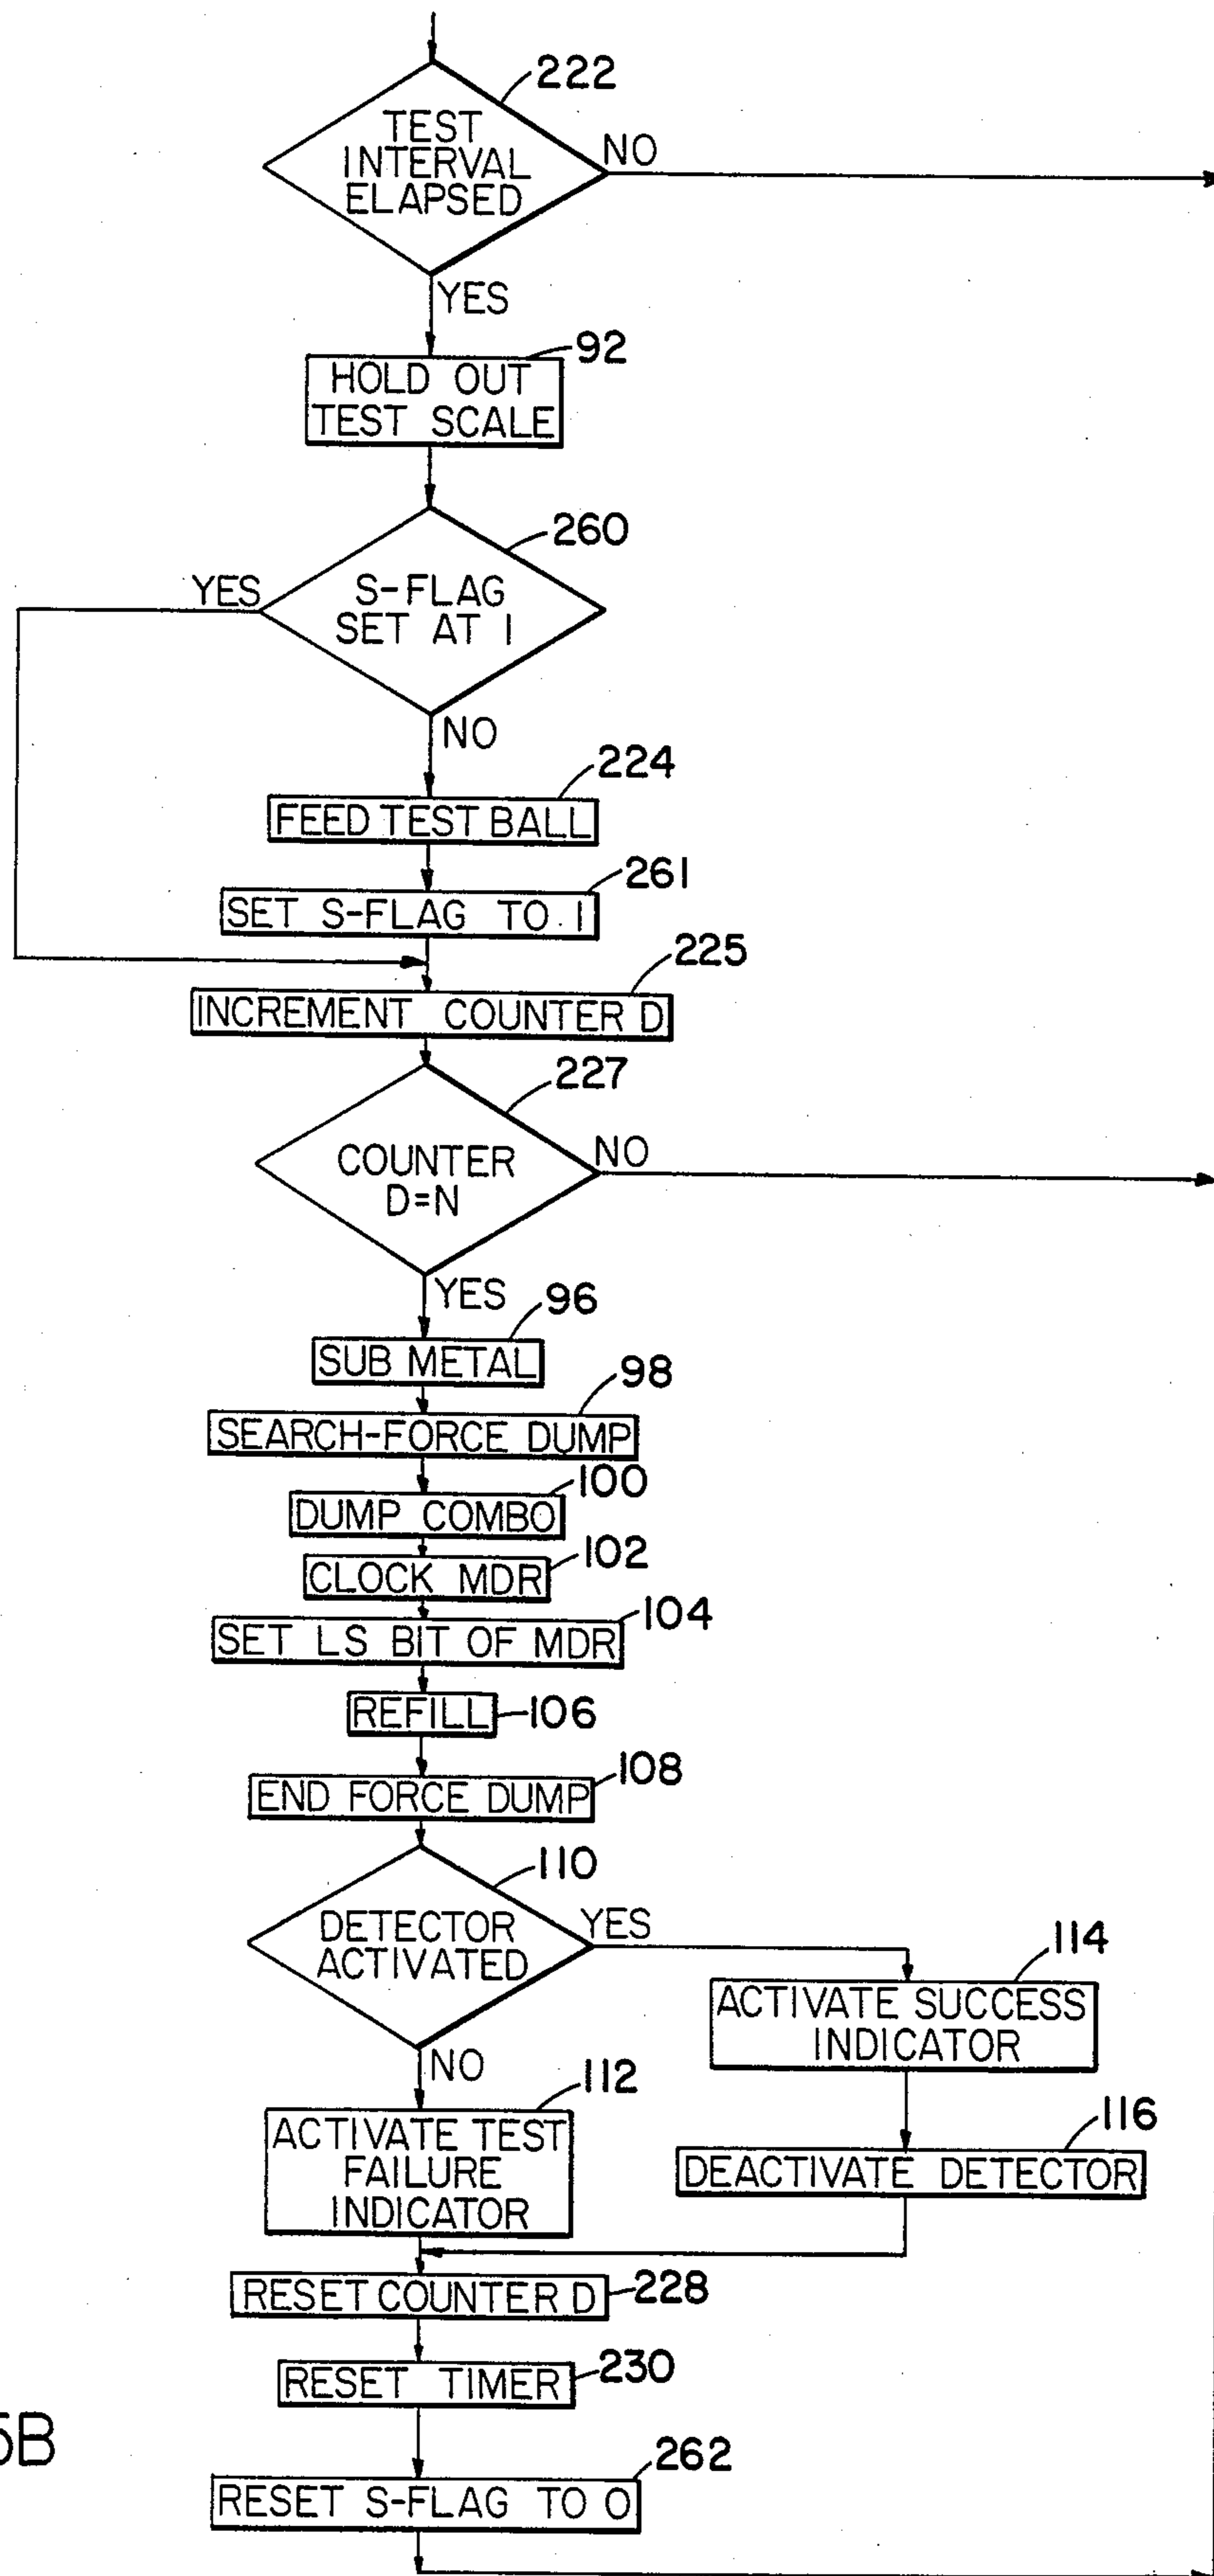 222
TEST
INTERVAL
ELAPSED
NO
YES
92
HOLD OUT
TEST SCALE
260
YES
S-FLAG
SET AT 1
NO
224
FEED TEST BALL
261
SET S-FLAG TO 1
225
INCREMENT COUNTER D
227
COUNTER
D=N
NO
YES
96
SUB METAL
98
SEARCH-FORCE DUMP
100
DUMP COMBO
102
CLOCK MDR
104
SET LS BIT OF MDR
REFILL
106
108
END FORCE DUMP
110
DETECTOR
ACTIVATED
YES
114
ACTIVATE SUCCESS
INDICATOR
NO
112
ACTIVATE TEST
FAILURE
INDICATOR
116
DEACTIVATE DETECTOR
RESET COUNTER D
228
RESET TIMER
230
5B
262
RESET S-FLAG TO 0